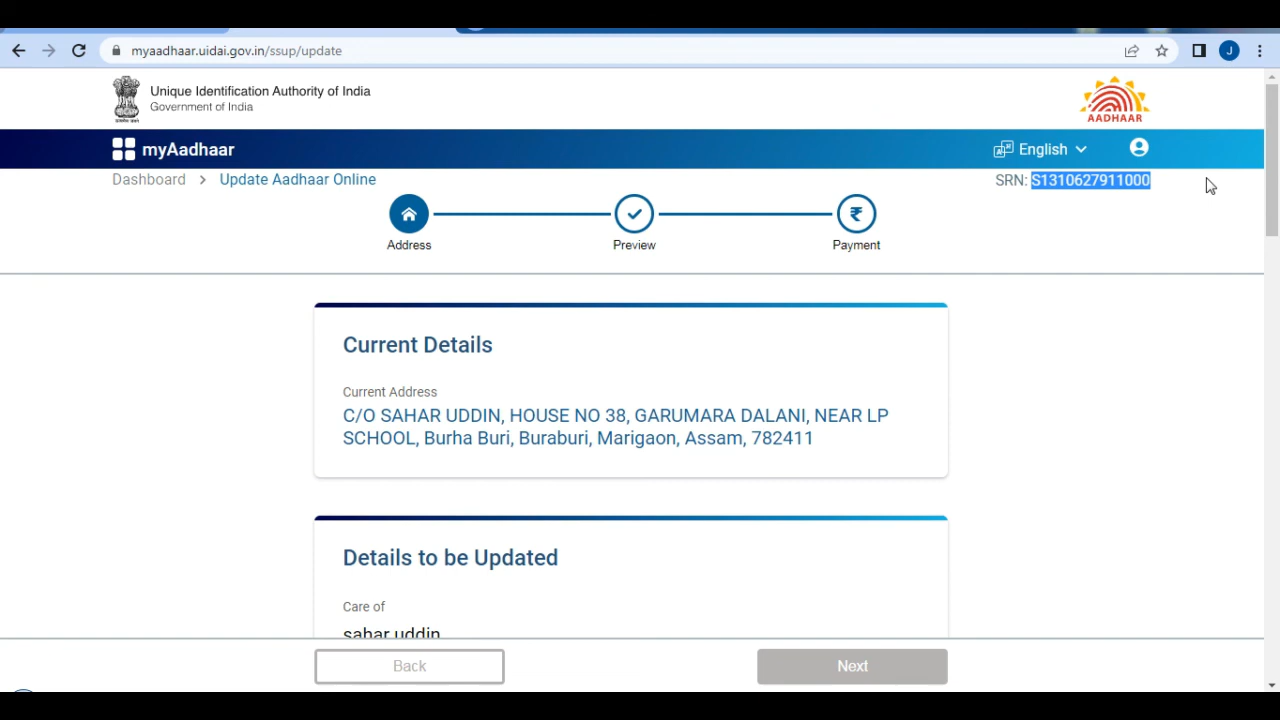 myaadhaar.uidai.gov.in/ssup/update
J
Unique Identification Authority of India
Government of India
AADHAAR
myAadhaar
English
Dashboard > Update Aadhaar Online
SRN: S1310627911000
₹
Address
Preview
Payment
Current Details
Current Address
C/O SAHAR UDDIN, HOUSE NO 38, GARUMARA DALANI, NEAR LP
SCHOOL, Burha Buri, Buraburi, Marigaon, Assam, 782411
Details to be Updated
Care of
sahar uddin
Back
Next